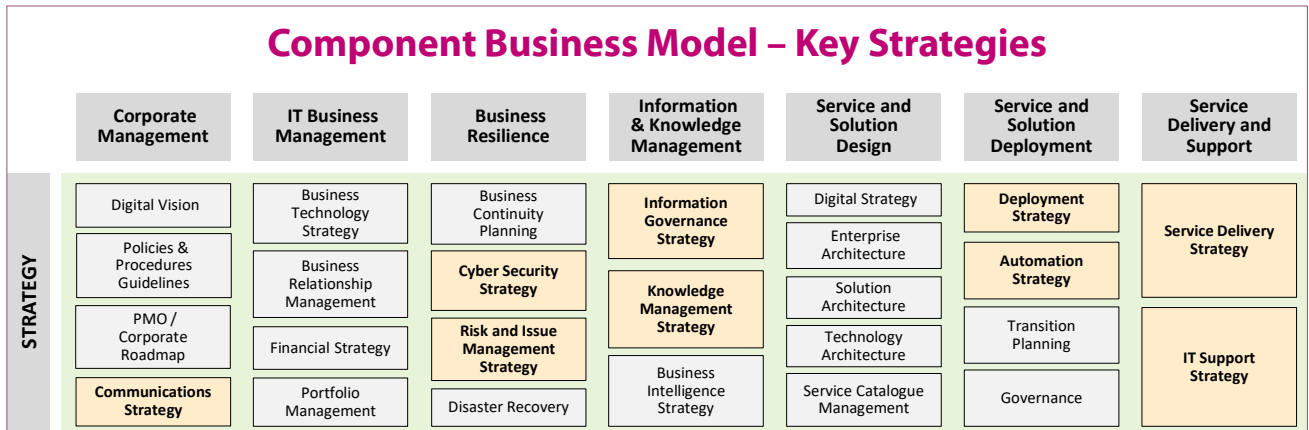 Component Business Model – Key Strategies
Corporate
Management
IT Business
Management
Business
Resilience
Information
& Knowledge
Management
Service and
Solution
Design
Service and
Solution
Deployment
Service
Delivery and
Support
STRATEGY
Digital Vision
Policies &
Procedures
Guidelines
PMO /
Corporate
Roadmap
Communications
Strategy
Business
Technology
Strategy
Business
Relationship
Management
Financial Strategy
Portfolio
Management
Business
Continuity
Planning
Cyber Security
Strategy
Risk and Issue
Management
Strategy
Disaster Recovery
Information
Governance
Strategy
Knowledge
Management
Strategy
Business
Intelligence
Strategy
Digital Strategy
Enterprise
Architecture
Solution
Architecture
Technology
Architecture
Service Catalogue
Management
Deployment
Strategy
Automation
Strategy
Transition
Planning
Governance
Service Delivery
Strategy
IT Support
Strategy